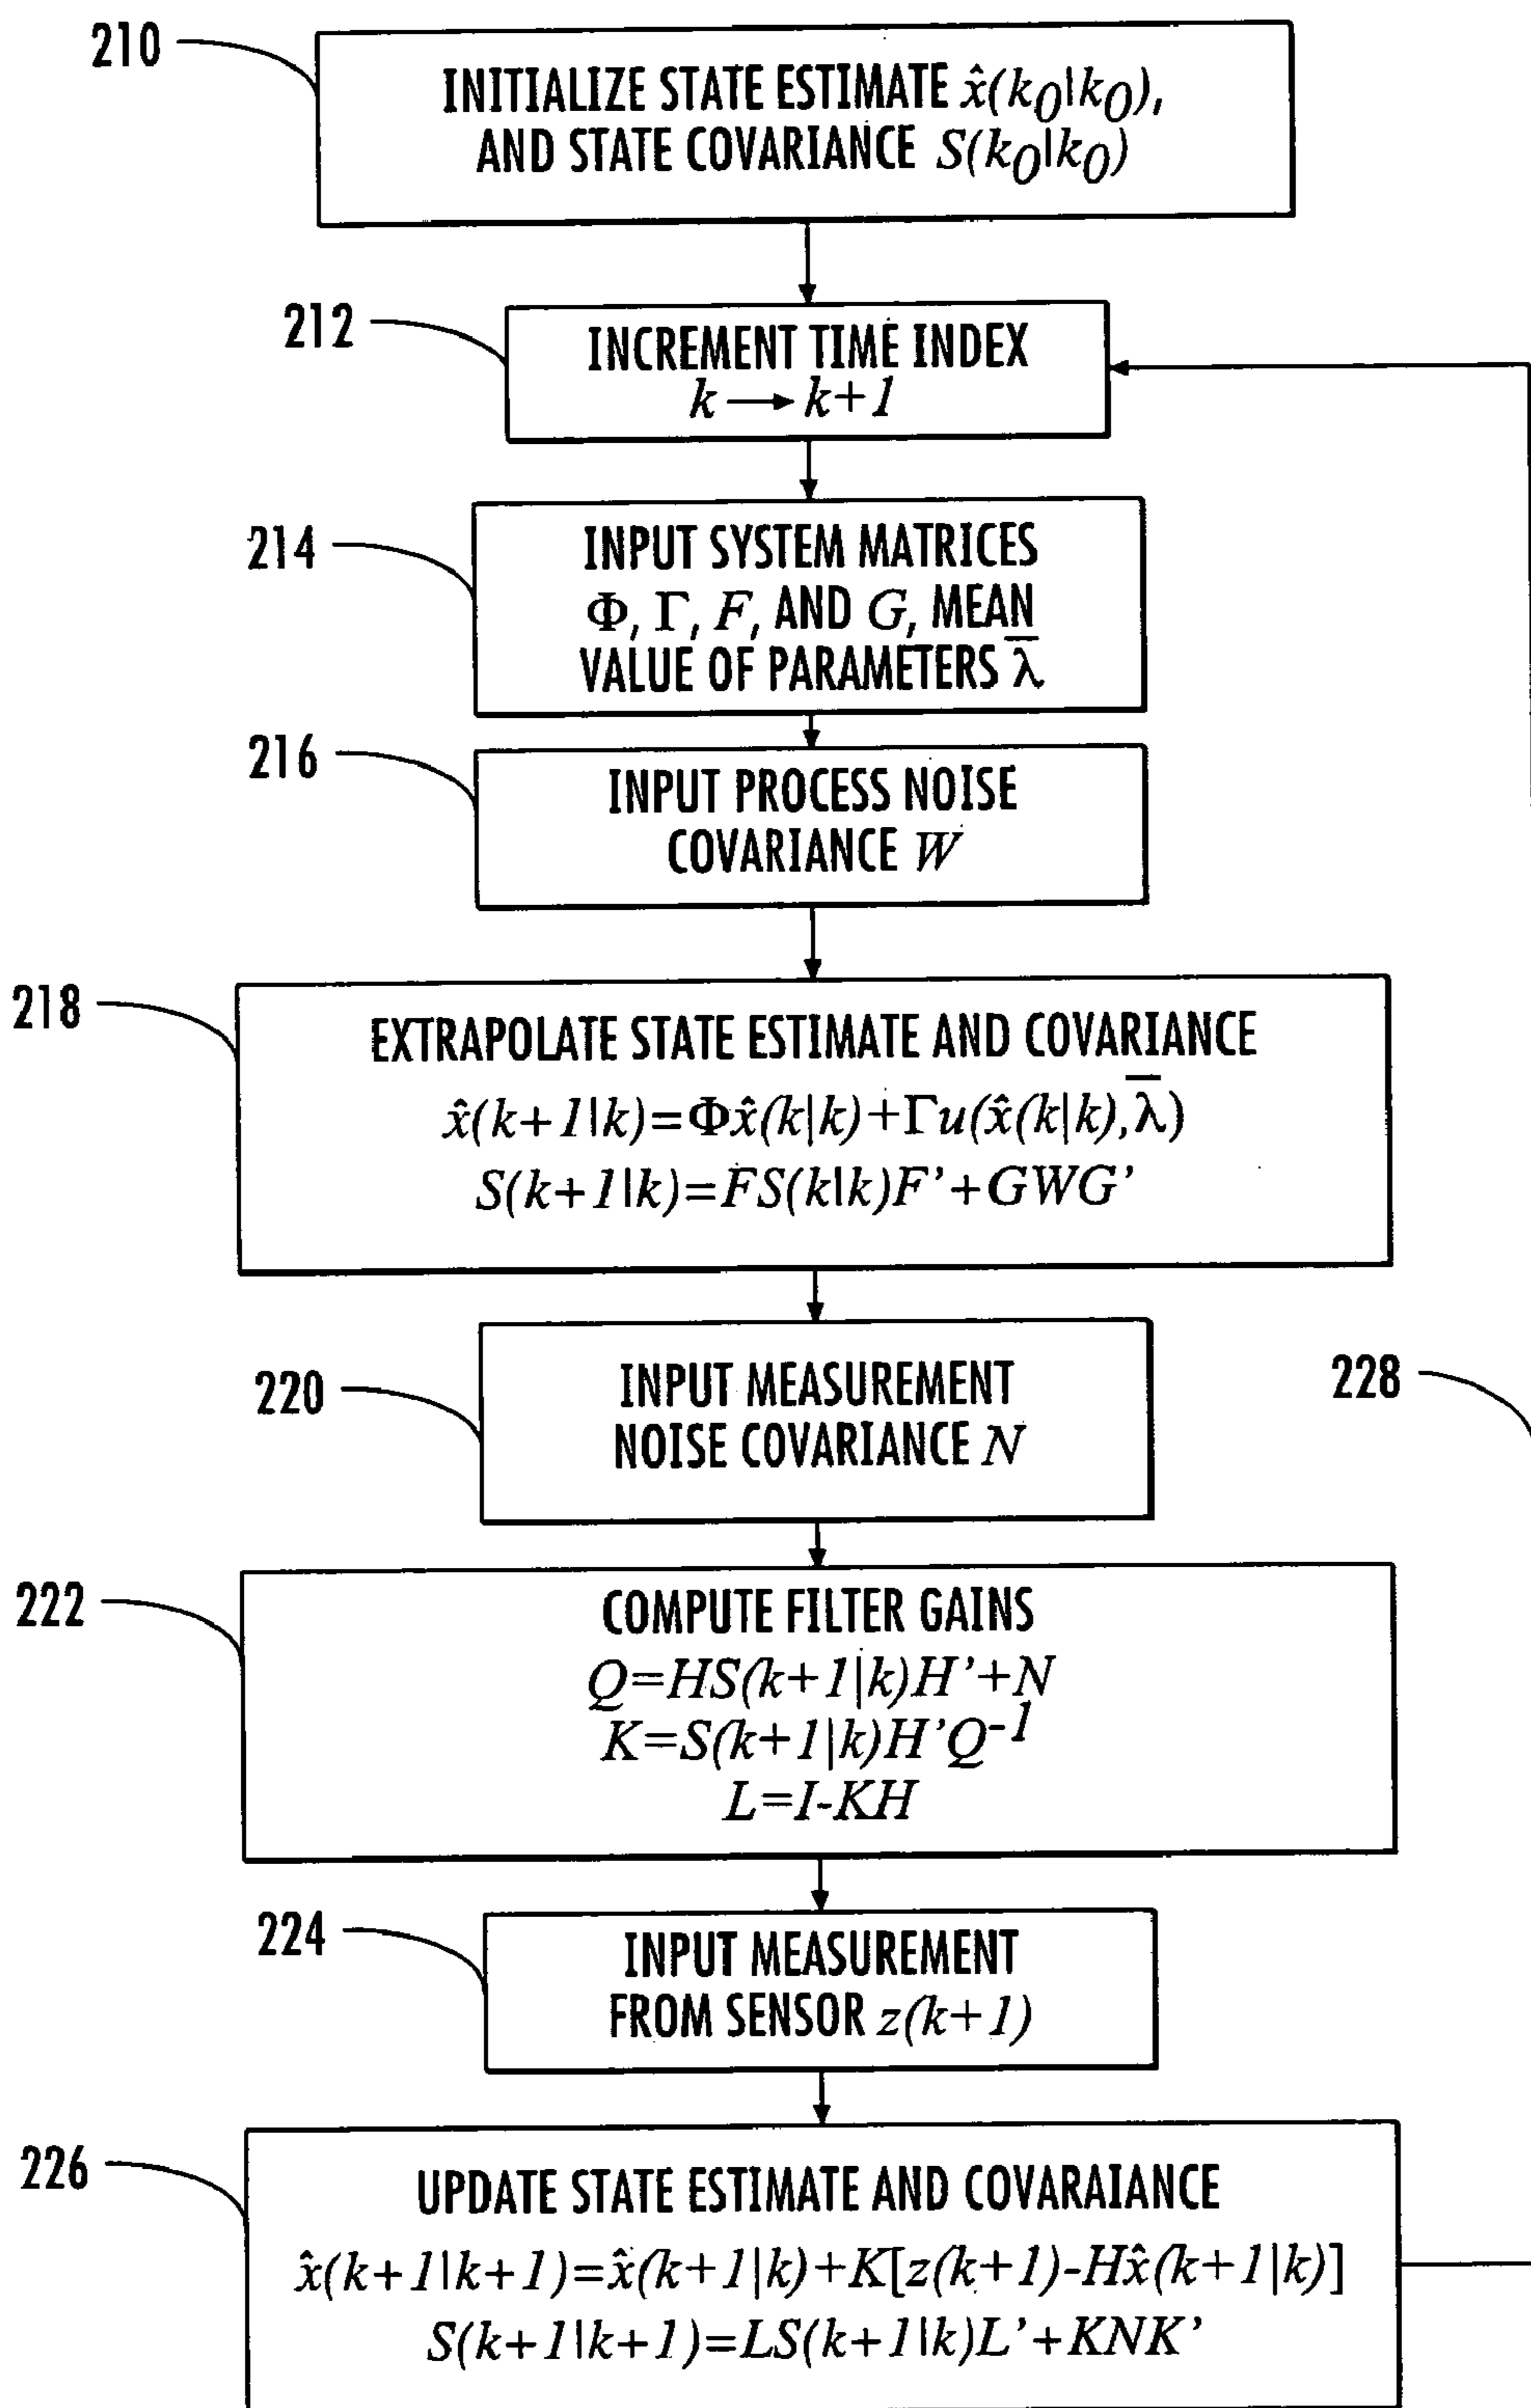 210
INITIALIZE STATE ESTIMATE x̂(k₀|k₀),
AND STATE COVARIANCE S(k₀|k₀)
212
INCREMENT TIME INDEX
k → k+1
214
INPUT SYSTEM MATRICES
Φ, Γ, F, AND G, MEAN
VALUE OF PARAMETERS λ̅
216
INPUT PROCESS NOISE
COVARIANCE W
218
EXTRAPOLATE STATE ESTIMATE AND COVARIANCE
x̂(k+1|k)=Φx̂(k|k)+Γu(x̂(k|k),λ̅)
S(k+1|k)=FS(k|k)F'+GWG'
220
INPUT MEASUREMENT
NOISE COVARIANCE N
228
222
COMPUTE FILTER GAINS
Q=HS(k+1|k)H'+N
K=S(k+1|k)H'Q⁻¹
L=I-KH
224
INPUT MEASUREMENT
FROM SENSOR z(k+1)
226
UPDATE STATE ESTIMATE AND COVARAIANCE
x̂(k+1|k+1)=x̂(k+1|k)+K[z(k+1)-Hx̂(k+1|k)]
S(k+1|k+1)=LS(k+1|k)L'+KNK'